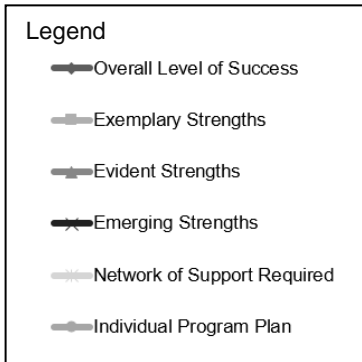 Legend
Overall Level of Success
Exemplary Strengths
Evident Strengths
Emerging Strengths
Network of Support Required
Individual Program Plan